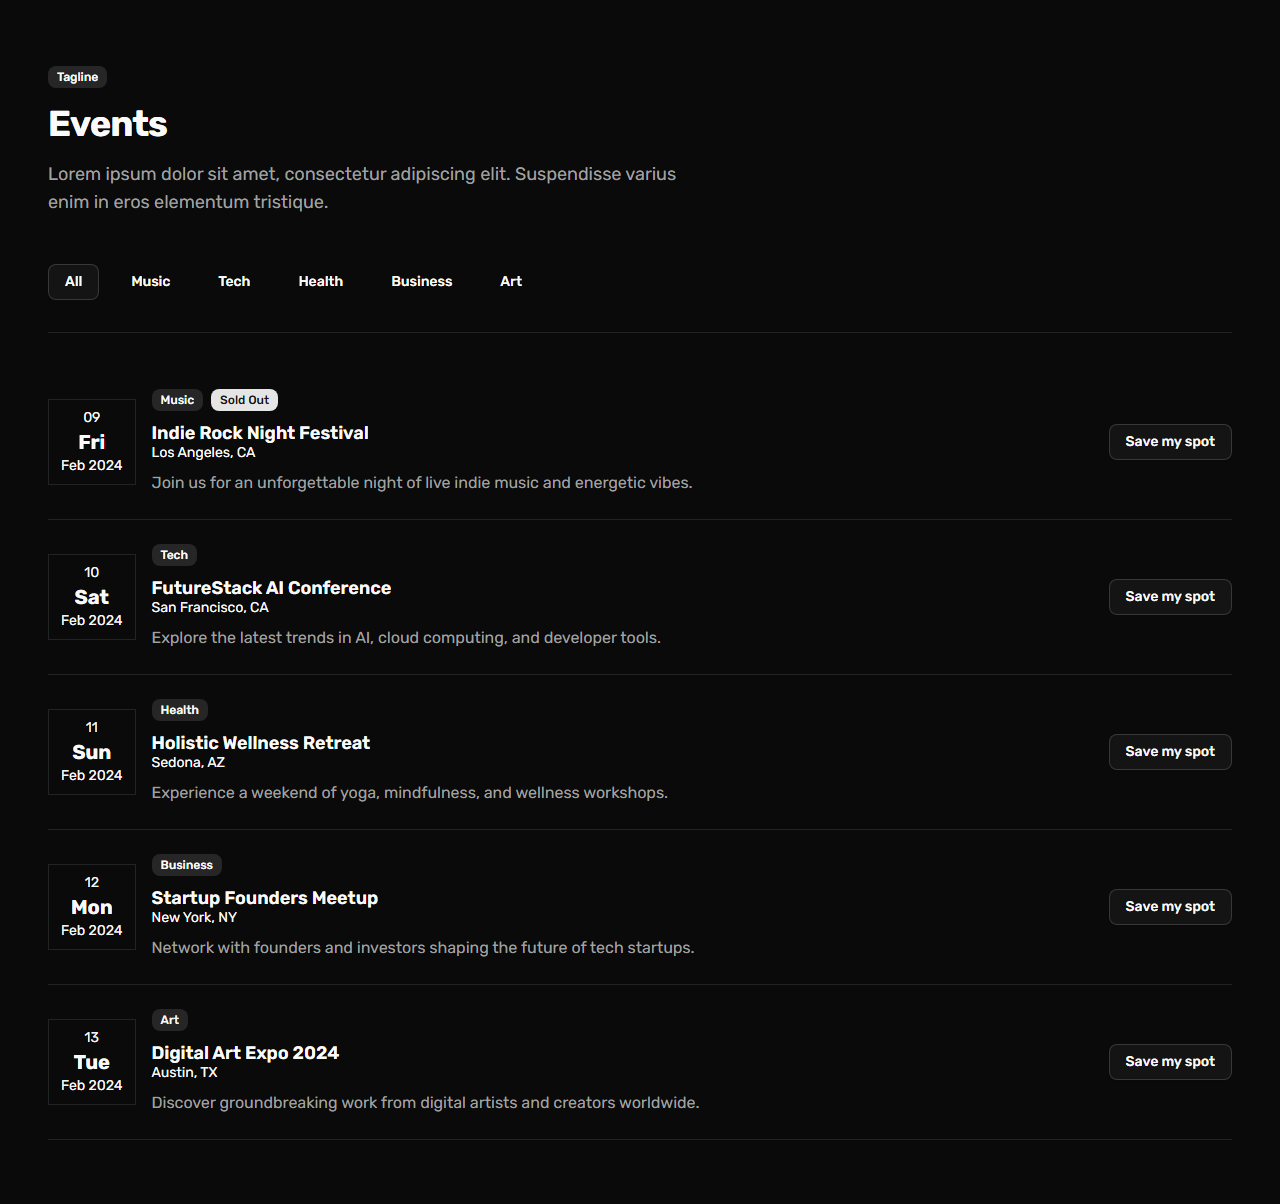 Tagline
Events
Lorem ipsum dolor sit amet, consectetur adipiscing elit. Suspendisse varius
enim in eros elementum tristique.
All Music Tech Health Business Art
09
Fri
Feb 2024
Music Sold Out
Indie Rock Night Festival
Los Angeles, CA
Join us for an unforgettable night of live indie music and energetic vibes.
Save my spot
10
Sat
Feb 2024
Tech
FutureStack AI Conference
San Francisco, CA
Explore the latest trends in AI, cloud computing, and developer tools.
Save my spot
11
Sun
Feb 2024
Health
Holistic Wellness Retreat
Sedona, AZ
Experience a weekend of yoga, mindfulness, and wellness workshops.
Save my spot
12
Mon
Feb 2024
Business
Startup Founders Meetup
New York, NY
Network with founders and investors shaping the future of tech startups.
Save my spot
13
Tue
Feb 2024
Art
Digital Art Expo 2024
Austin, TX
Discover groundbreaking work from digital artists and creators worldwide.
Save my spot